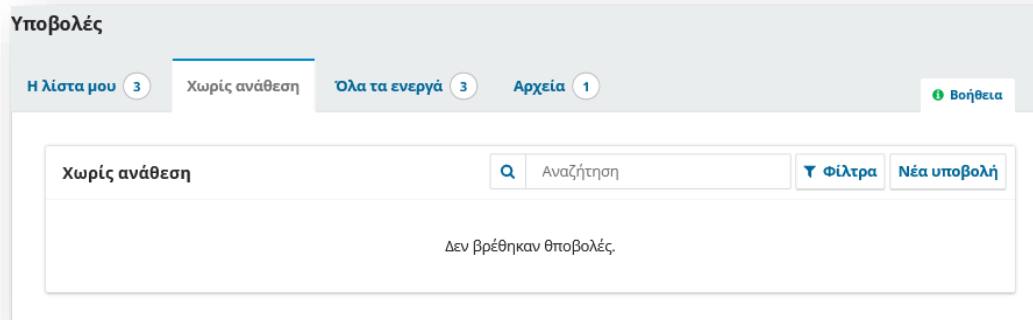 Υποβολές
Η λίστα μου 3 Χωρίς ανάθεση Όλα τα ενεργά 3 Αρχεία 1
Βοήθεια
Χωρίς ανάθεση Αναζήτηση Φίλτρα Νέα υποβολή
Δεν βρέθηκαν θποβολές.